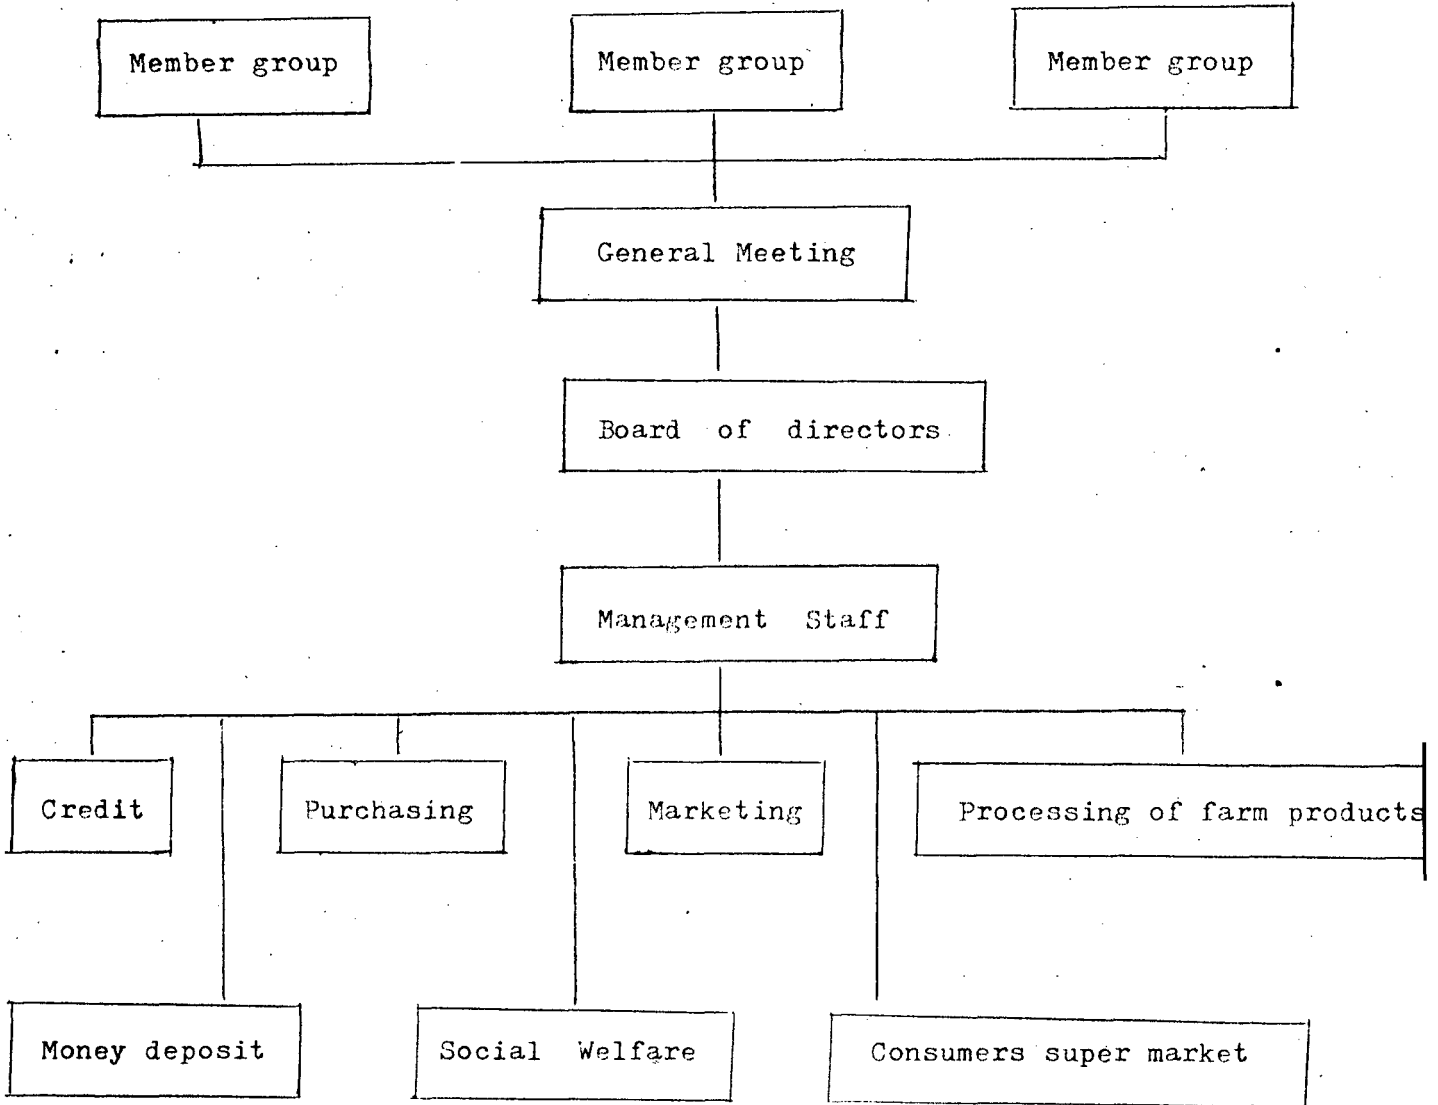 Member group
Member group
Member group
General Meeting
Board of directors
Management Staff
Credit
Purchasing
Marketing
Processing of farm products
Money deposit
Social Welfare
Consumers super market